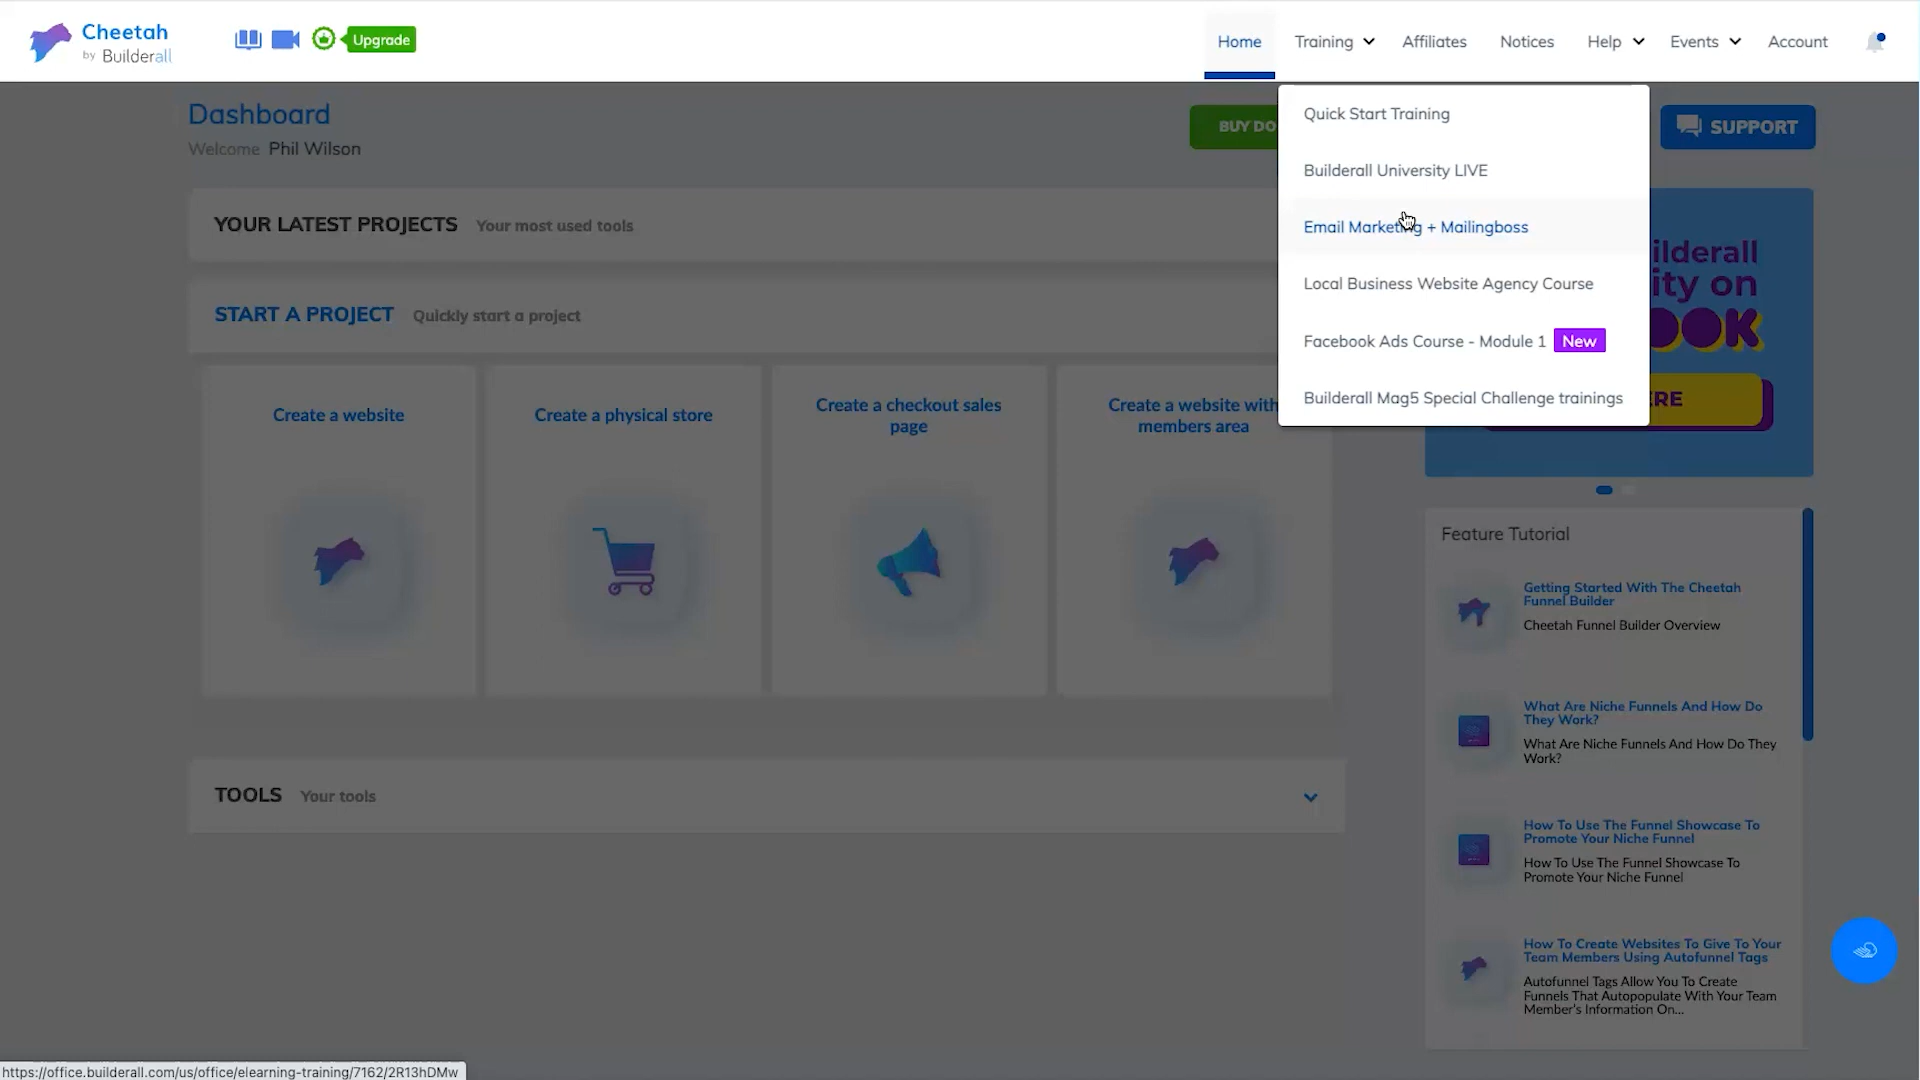 Cheetah
by Builderall
Upgrade
Home
Training
Affiliates
Notices
Help
Events
Account
Dashboard
Welcome Phil Wilson
BUY DO
SUPPORT
Quick Start Training
Builderall University LIVE
Email Marketing + Mailingboss
Local Business Website Agency Course
Facebook Ads Course - Module 1 New
Builderall Mag5 Special Challenge trainings
YOUR LATEST PROJECTS Your most used tools
START A PROJECT Quickly start a project
Create a website
Create a physical store
Create a checkout sales
page
Create a website with
members area
TOOLS Your tools
ilderall
ity on
OOK
ERE
Feature Tutorial
Getting Started With The Cheetah
Funnel Builder
Cheetah Funnel Builder Overview
What Are Niche Funnels And How Do
They Work?
What Are Niche Funnels And How Do They
Work?
How To Use The Funnel Showcase To
Promote Your Niche Funnel
How To Use The Funnel Showcase To
Promote Your Niche Funnel
How To Create Websites To Give To Your
Team Members Using Autofunnel Tags
Autofunnel Tags Allow You To Create
Funnels That Autopopulate With Your Team
Member's Information On...
https://office.builderall.com/us/office/elearning-training/7162/2R13hDMw